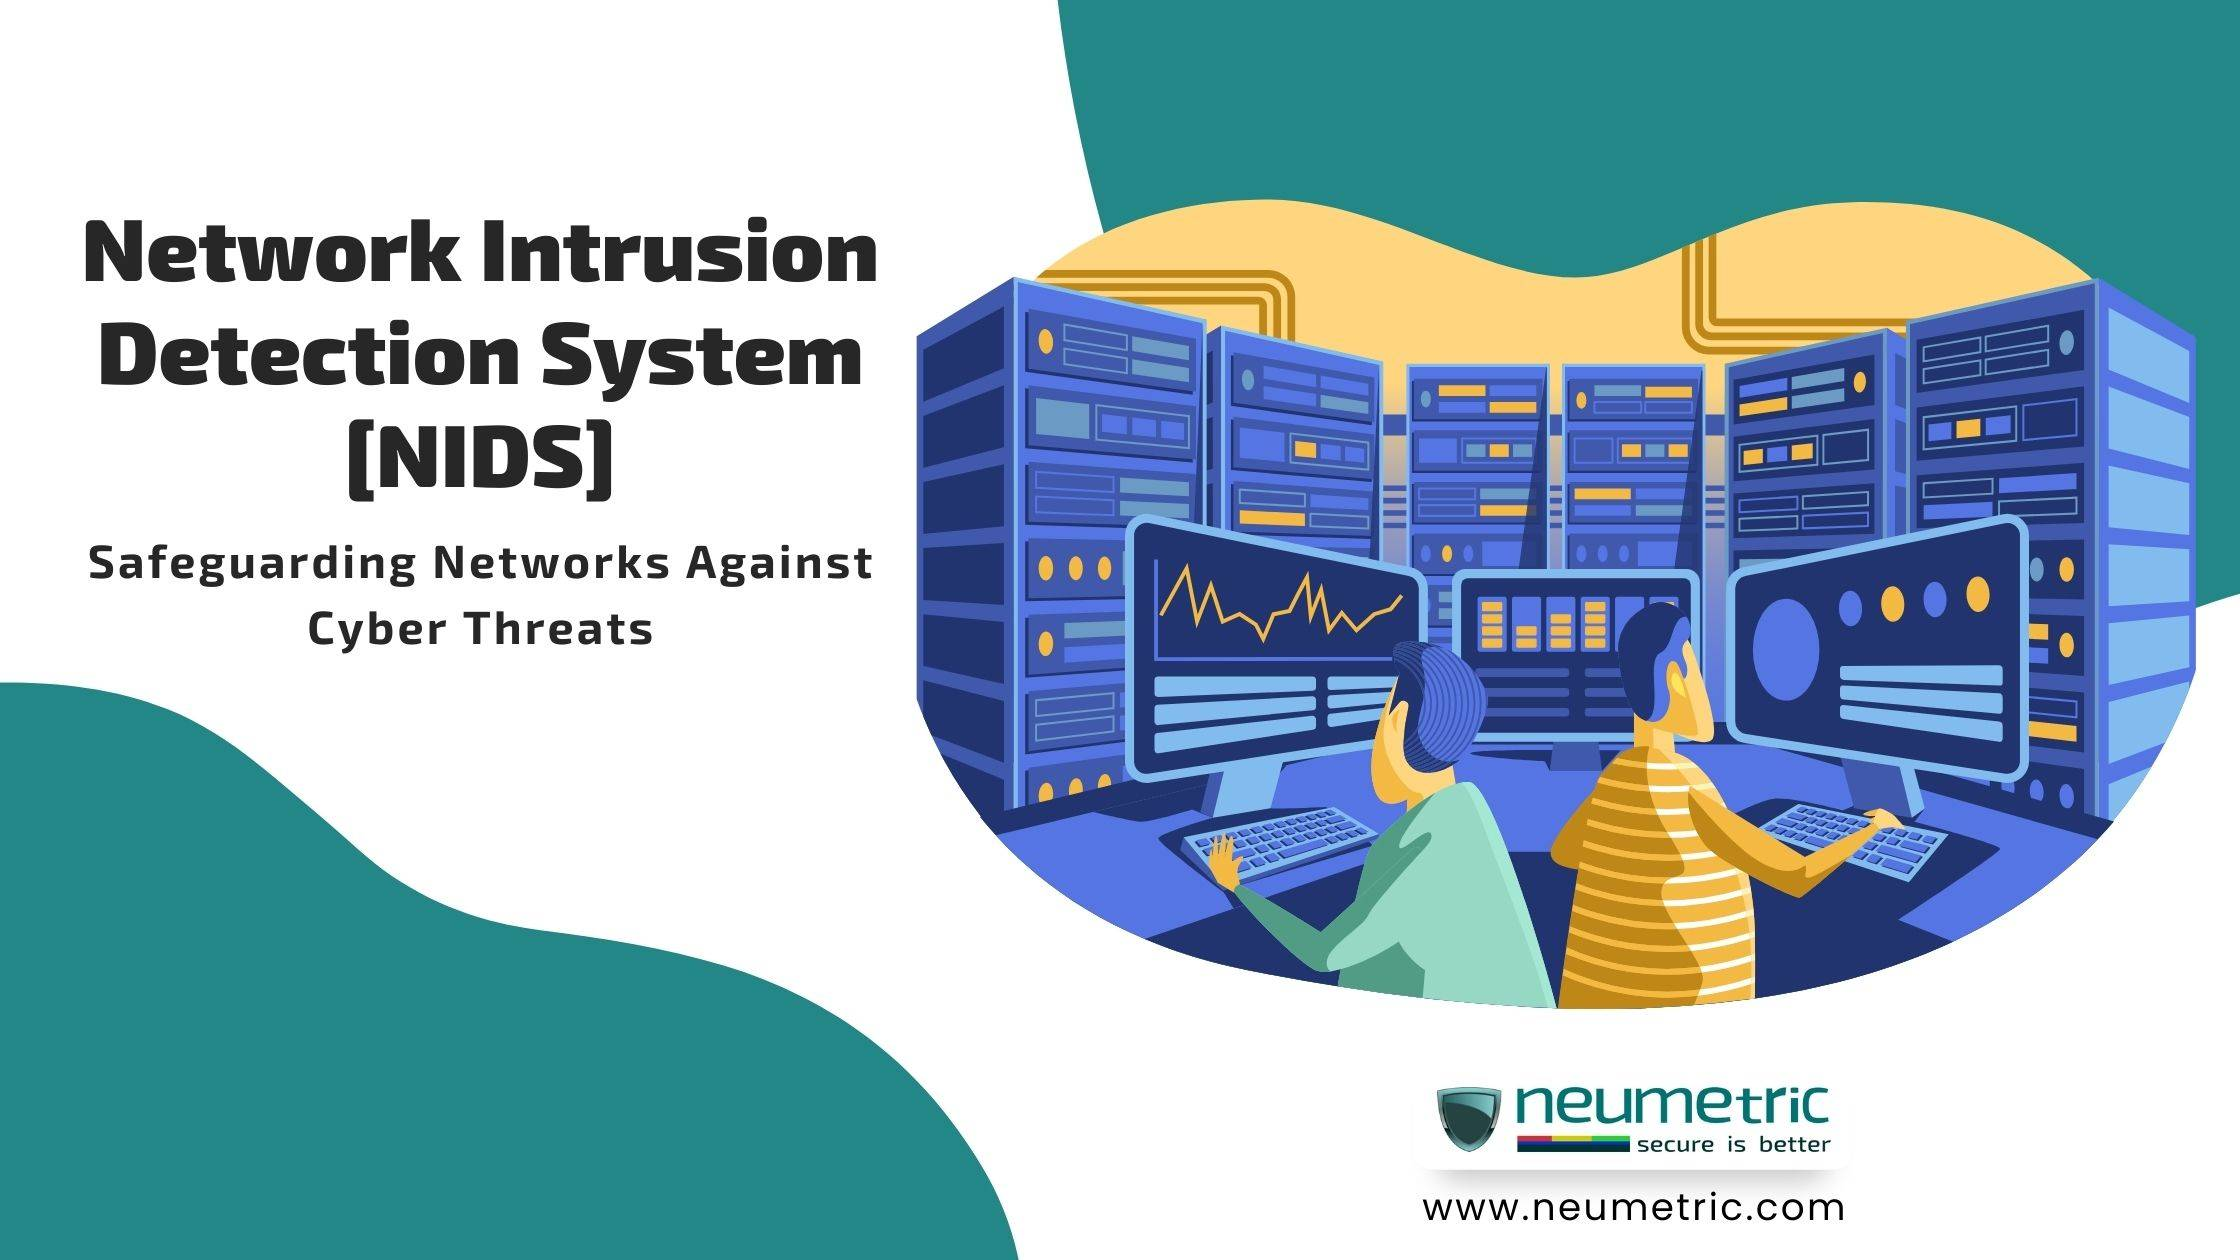 Network Intrusion
Detection System
[NIDS]
Safeguarding Networks Against
Cyber Threats
neumetric
secure is better
www.neumetric.com